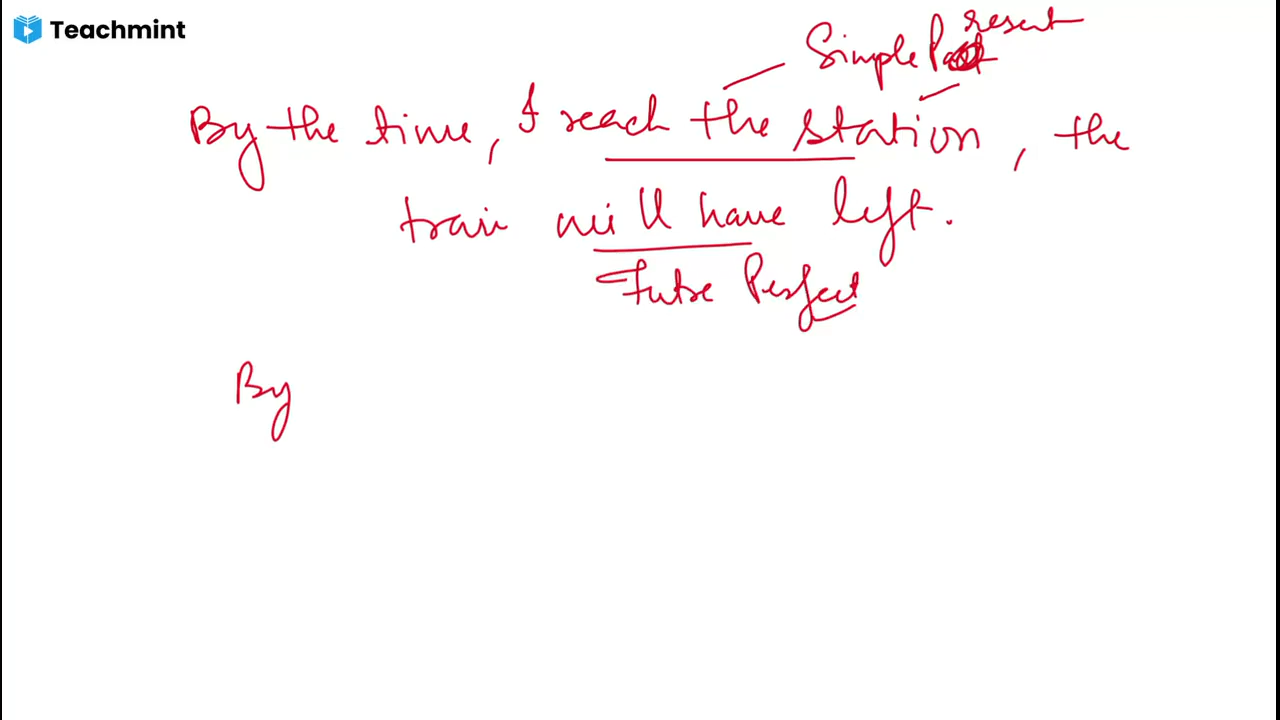 Teachmint
Simple Present
By the time, I reach the station, the
train will have left.
Future Perfect
By